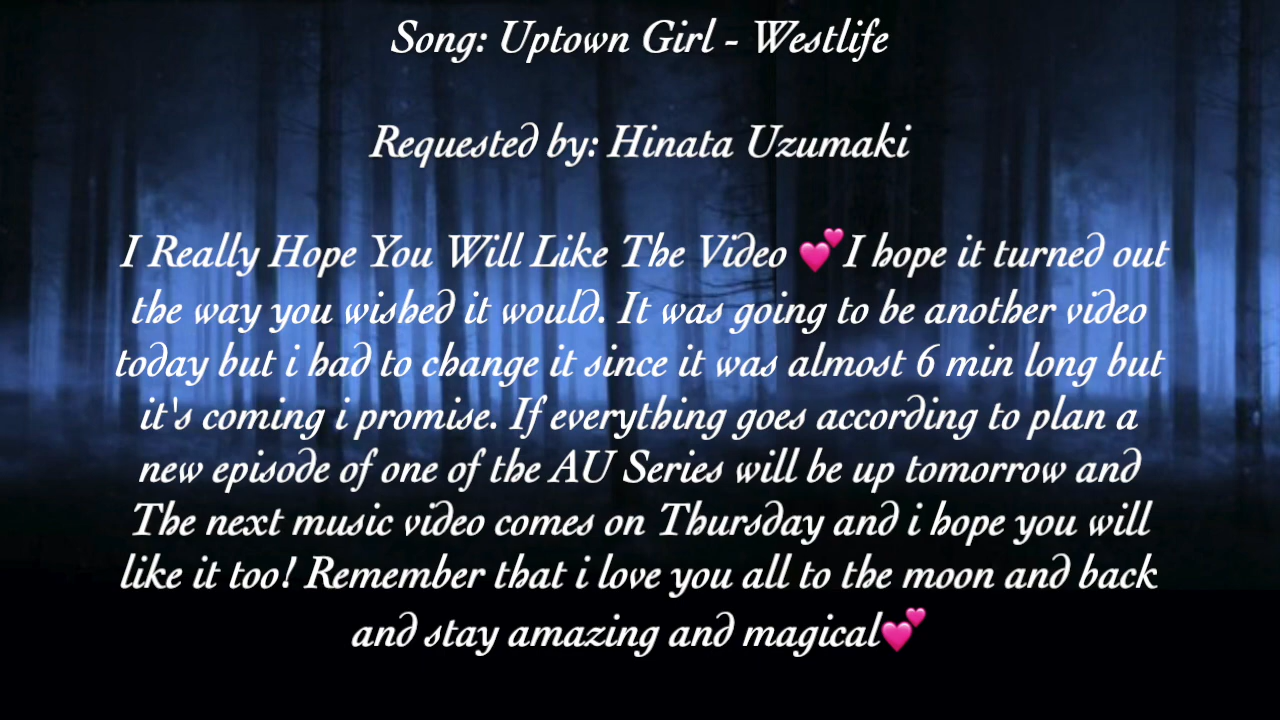 Song: Uptown Girl - Westlife
Requested by: Hinata Uzumaki
I Really Hope You Will Like The Video 💕I hope it turned out
the way you wished it would. It was going to be another video
today but i had to change it since it was almost 6 min long but
it's coming i promise. If everything goes according to plan a
new episode of one of the AU Series will be up tomorrow and
The next music video comes on Thursday and i hope you will
like it too! Remember that i love you all to the moon and back
and stay amazing and magical💕